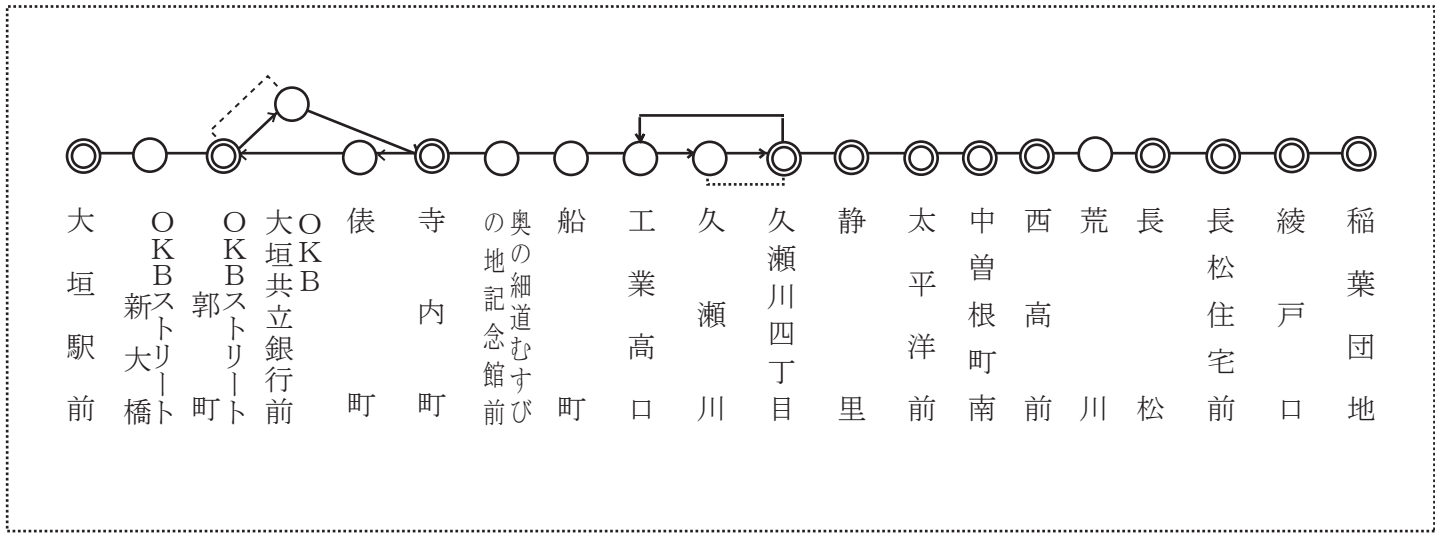 大垣駅前
OKBストリート
新大橋
OKBストリート
郭町
OKB
大垣共立銀行前
俵町
寺内町
奥の細道むすび
の地記念館前
船町
工業高口
久瀬川
久瀬川四丁目
静里
太平洋前
中曽根町南
西高前
荒川
長松
長松住宅前
綾戸口
稲葉団地